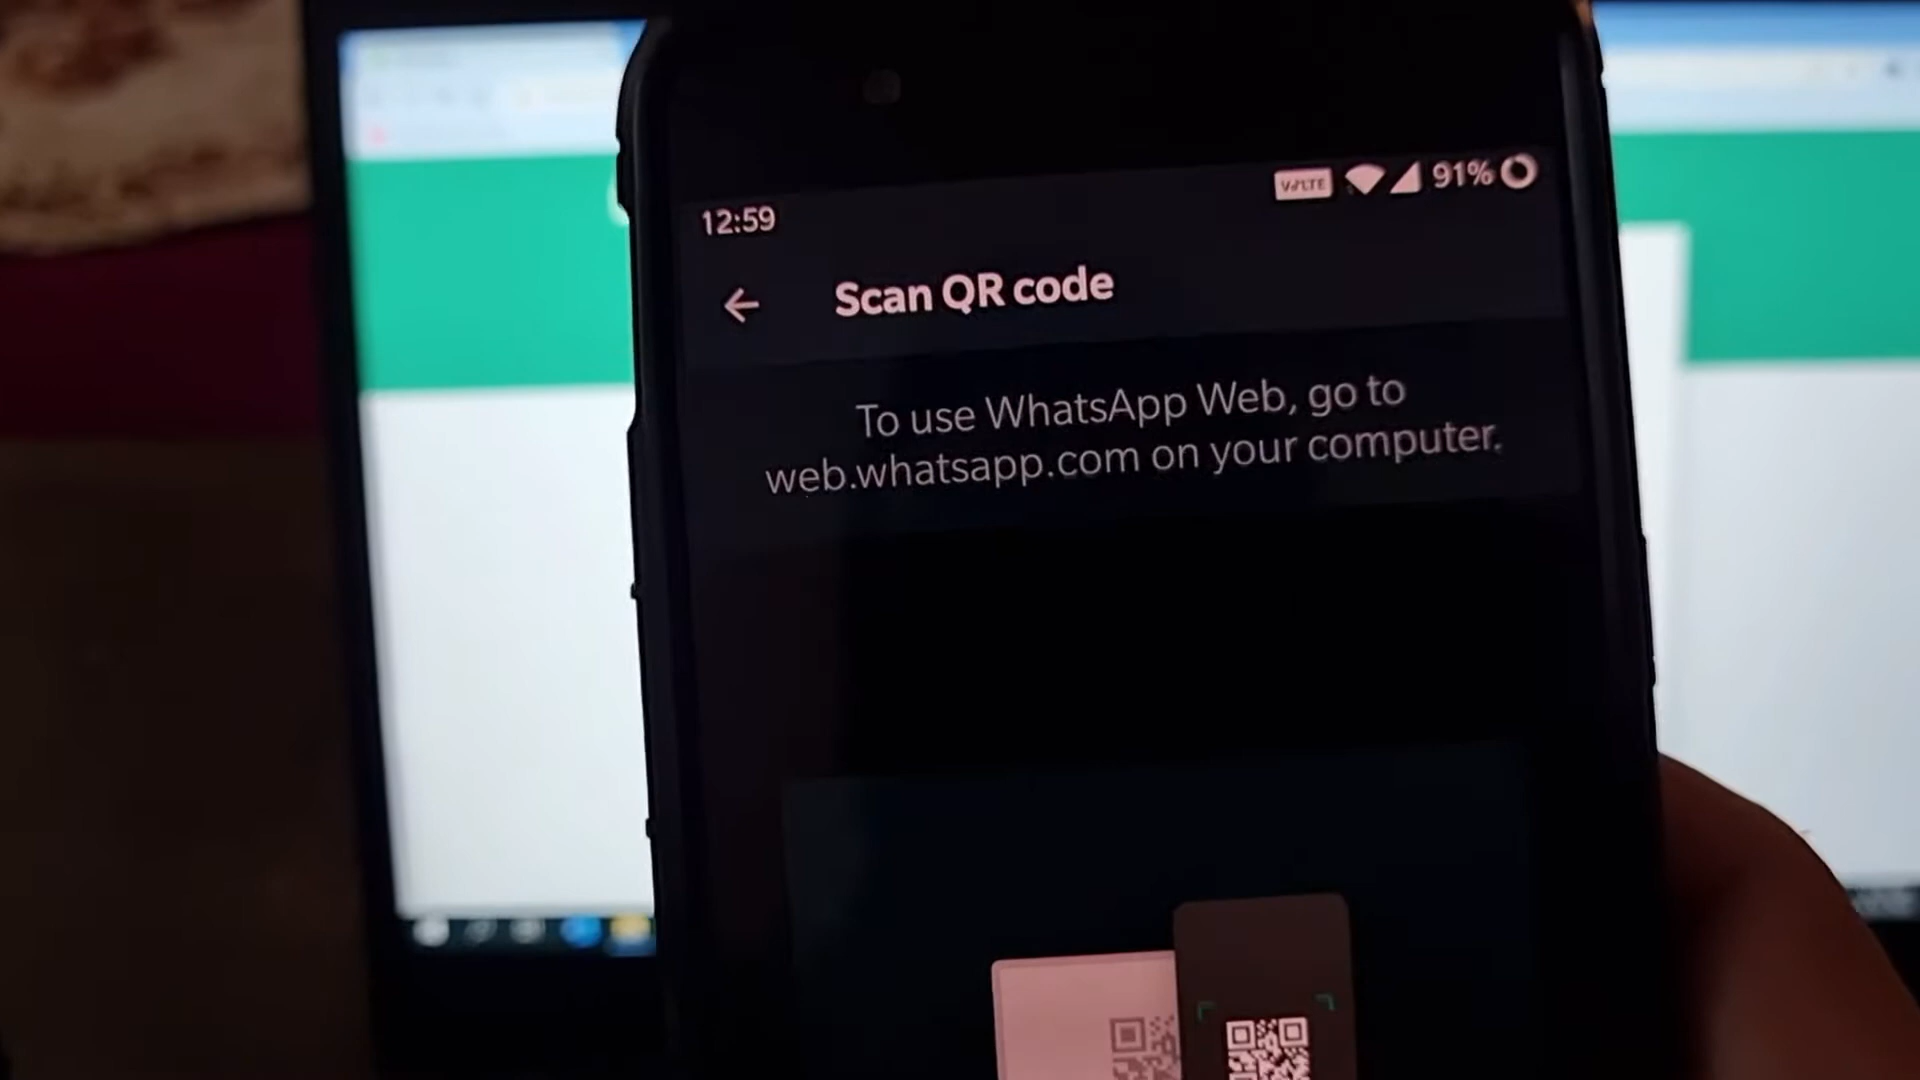 12:59 VoLTE 91%
Scan QR code
To use WhatsApp Web, go to
web.whatsapp.com on your computer.